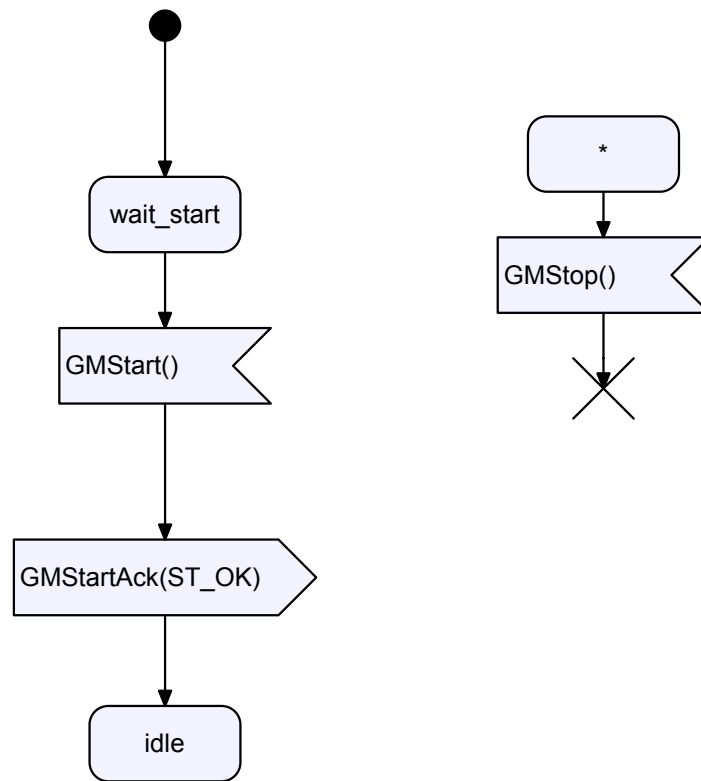 wait_start
GMStart()
GMStartAck(ST_OK)
idle
*
GMStop()